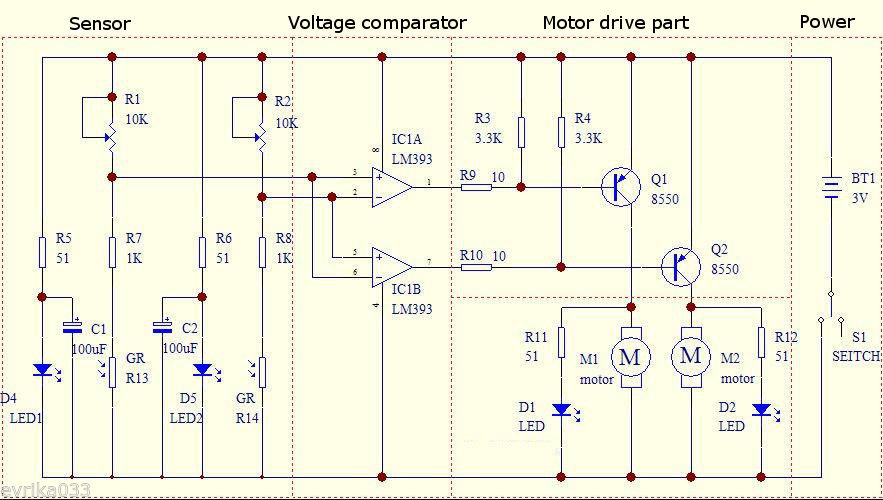 Sensor
Voltage comparator
Motor drive part
Power
R1
10K
R2
10K
IC1A
LM393
8
3
2
1
R3
3.3K
R4
3.3K
R9 10
Q1
8550
BT1
3V
R5
51
R7
1K
R6
51
R8
1K
5
6
7
4
IC1B
LM393
R10 10
Q2
8550
C1
100uF
C2
100uF
GR
R13
GR
R14
D4
LED1
D5
LED2
R11
51
M1
motor
M
M
M2
motor
R12
51
S1
SEITCH
D1
LED
D2
LED
evrika033